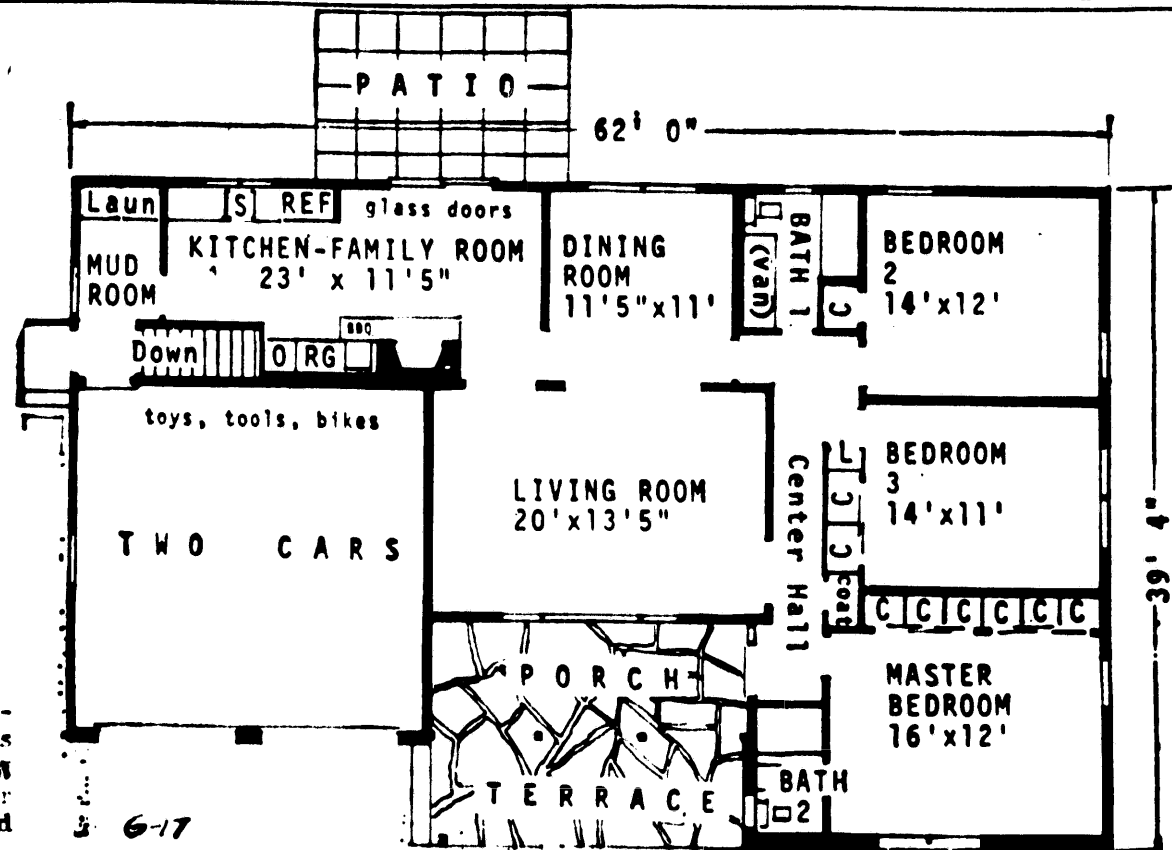 PATIO
62' 0"
Laun
S
REF
glass doors
KITCHEN-FAMILY ROOM
23' x 11'5"
MUD
ROOM
DINING
ROOM
11'5"x11'
BATH 1
(Van)
C
BEDROOM
2
14'x12'
BBQ
Down
O
RG
toys, tools, bikes
TWO CARS
LIVING ROOM
20'x13'5"
Center Hall
L
C
C
coat
BEDROOM
3
14'x11'
C C C C C C
39' 4"
PORCH
MASTER
BEDROOM
16'x12'
TERRACE
BATH
2
s
r
d
6-17